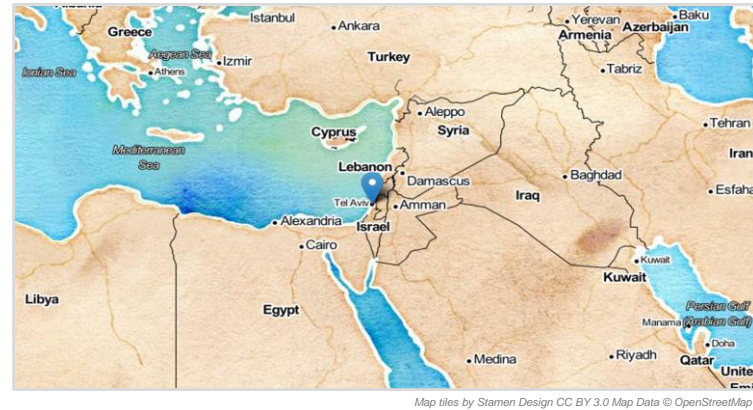 Istanbul
Ankara
Yerevan
Baku
Greece
Armenia
Azerbaijan
Aegean Sea
Izmir
Turkey
Ionian Sea
Athens
Tabriz
Aleppo
Tehran
Cyprus
Syria
Mediterranean
Sea
Iran
Lebanon
Damascus
Baghdad
Iraq
Esfaha
Tel Aviv
Amman
Alexandria
Israel
Cairo
Kuwait
Kuwait
Libya
Egypt
Persian Gulf
Manama
(Arabian Gulf)
Doha
Medina
Riyadh
Qatar
Unite
Map tiles by Stamen Design CC BY 3.0 Map Data © OpenStreetMap